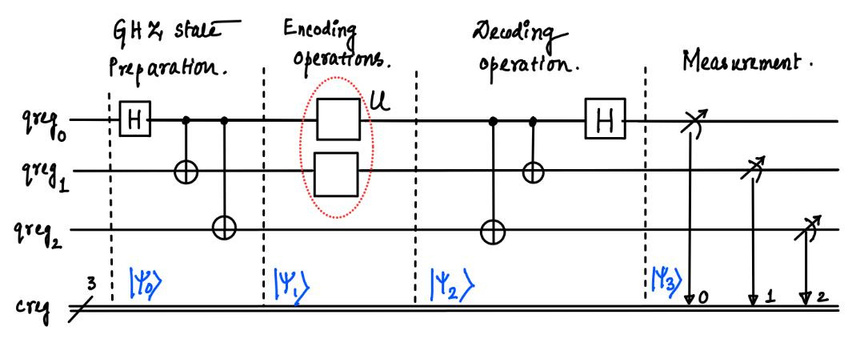 GHZ state
Preparation.
Encoding
Operations.
Decoding
operation.
Measurement.
qreg0
H
U
H
qreg1
qreg2
|Ψ0⟩
|Ψ1⟩
|Ψ2⟩
|Ψ3⟩
3
creg
0
1
2